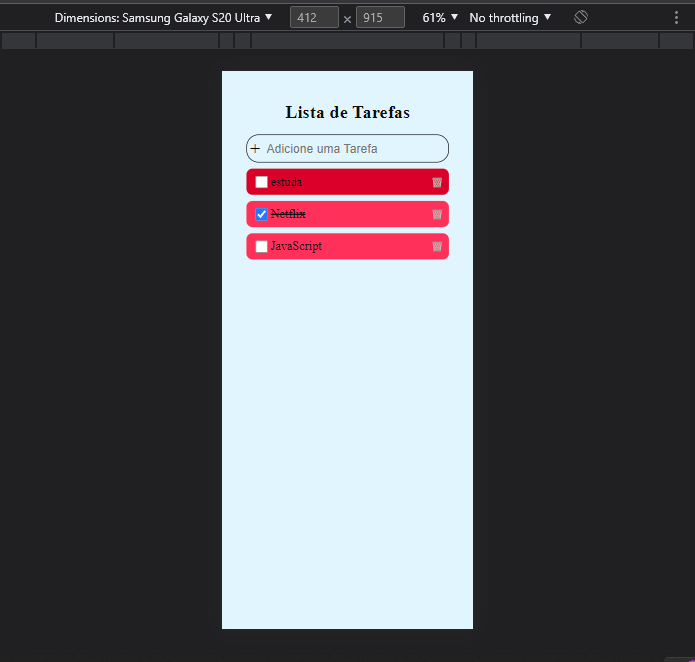 Dimensions: Samsung Galaxy S20 Ultra ▼ 412 × 915 61% ▼ No throttling ▼
Lista de Tarefas
+ Adicione uma Tarefa
estuda
Netflix
JavaScript